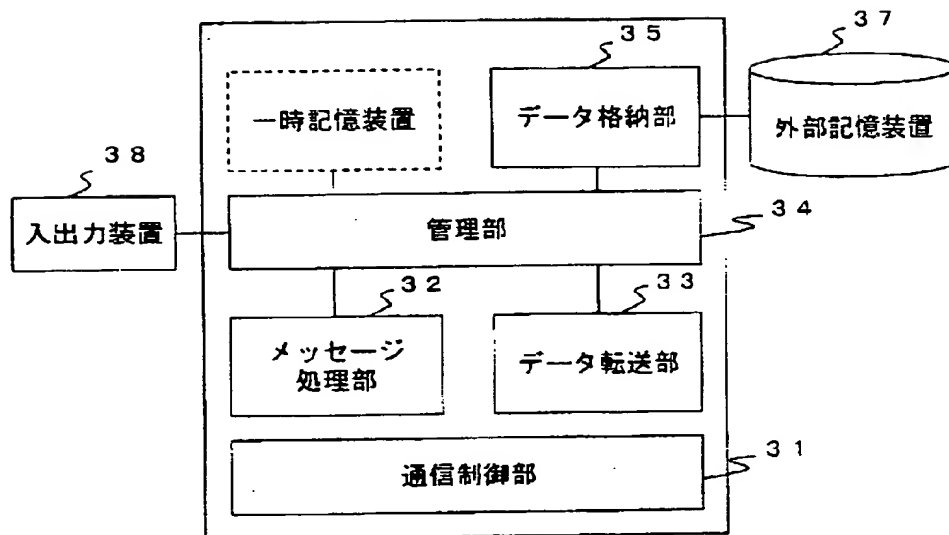 35
37
一時記憶装置
データ格納部
外部記憶装置
38
入出力装置
管理部
34
32
33
メッセージ
処理部
データ転送部
31
通信制御部